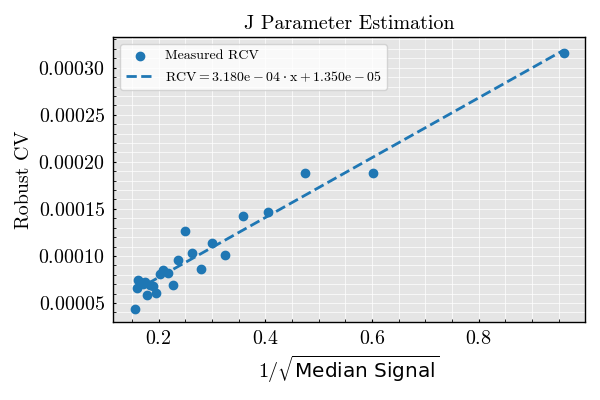 J Parameter Estimation
Measured RCV
RCV = 3.180e − 04 · x + 1.350e − 05
Robust CV
0.00030
0.00025
0.00020
0.00015
0.00010
0.00005
0.2 0.4 0.6 0.8
1/√Median Signal